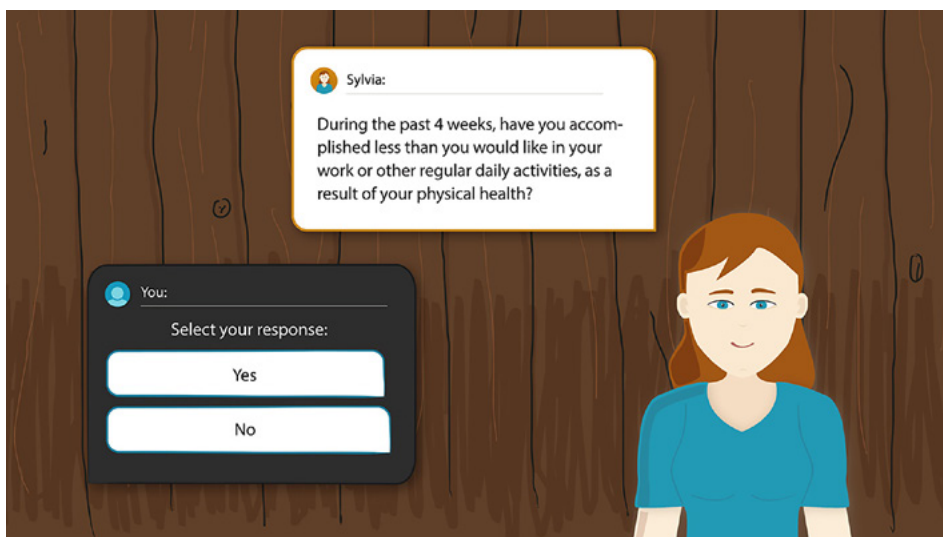 Sylvia:
During the past 4 weeks, have you accom-
plished less than you would like in your
work or other regular daily activities, as a
result of your physical health?
You:
Select your response:
Yes
No